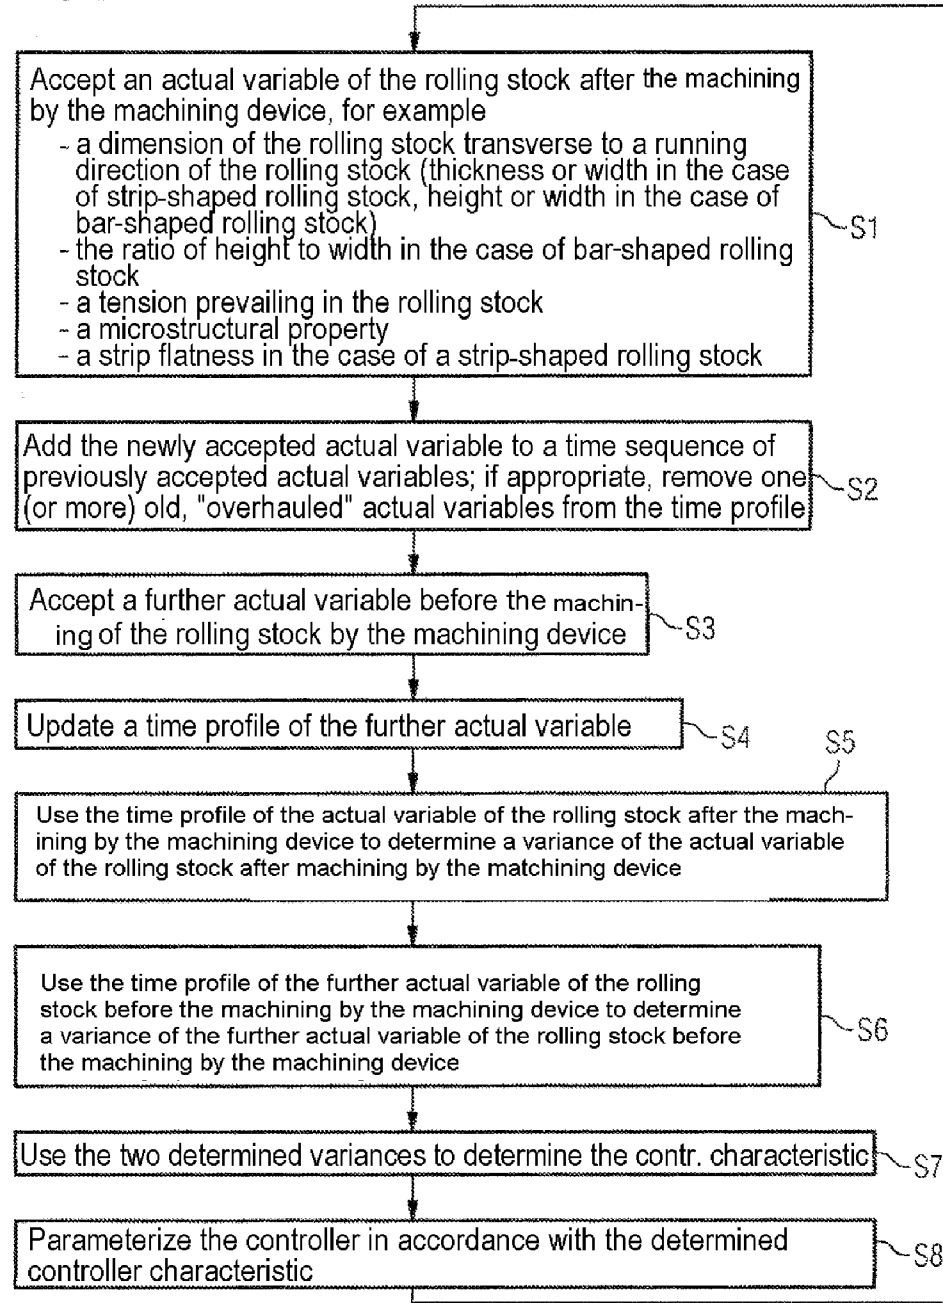 Accept an actual variable of the rolling stock after the machining
by the machining device, for example
- a dimension of the rolling stock transverse to a running
direction of the rolling stock (thickness or width in the case
of strip-shaped rolling stock, height or width in the case of
bar-shaped rolling stock)
- the ratio of height to width in the case of bar-shaped rolling
stock
- a tension prevailing in the rolling stock
- a microstructural property
- a strip flatness in the case of a strip-shaped rolling stock
S1
Add the newly accepted actual variable to a time sequence of
previously accepted actual variables; if appropriate, remove one
(or more) old, "overhauled" actual variables from the time profile
S2
Accept a further actual variable before the machin-
ing of the rolling stock by the machining device
S3
Update a time profile of the further actual variable
S4
S5
Use the time profile of the actual variable of the rolling stock after the mach-
ining by the machining device to determine a variance of the actual variable
of the rolling stock after machining by the matchining device
Use the time profile of the further actual variable of the rolling
stock before the machining by the machining device to determine
a variance of the further actual variable of the rolling stock before
the machining by the machining device
S6
Use the two determined variances to determine the contr. characteristic
S7
Parameterize the controller in accordance with the determined
controller characteristic
S8